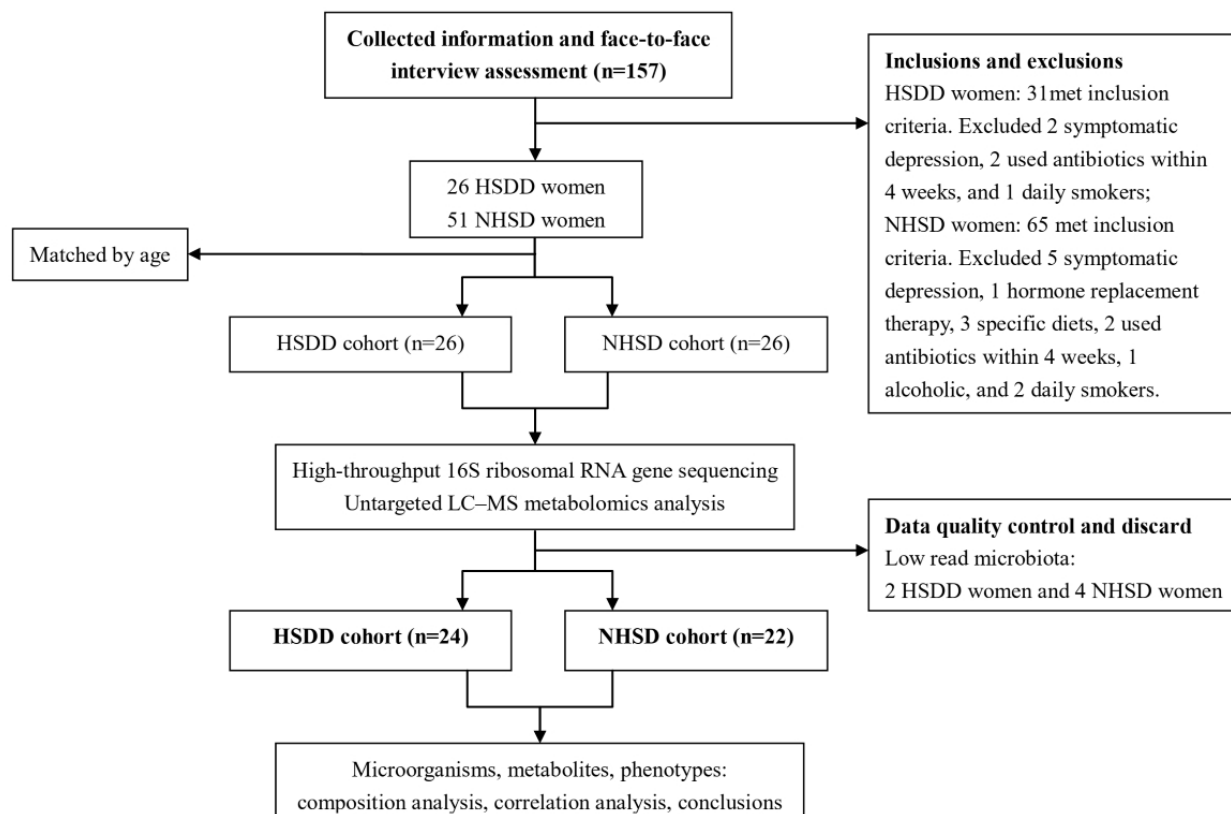 Collected information and face-to-face
interview assessment (n=157)
Inclusions and exclusions
HSDD women: 31met inclusion
criteria. Excluded 2 symptomatic
depression, 2 used antibiotics within
4 weeks, and 1 daily smokers;
NHSD women: 65 met inclusion
criteria. Excluded 5 symptomatic
depression, 1 hormone replacement
therapy, 3 specific diets, 2 used
antibiotics within 4 weeks, 1
alcoholic, and 2 daily smokers.
26 HSDD women
51 NHSD women
Matched by age
HSDD cohort (n=26)
NHSD cohort (n=26)
High-throughput 16S ribosomal RNA gene sequencing
Untargeted LC–MS metabolomics analysis
Data quality control and discard
Low read microbiota:
2 HSDD women and 4 NHSD women
HSDD cohort (n=24)
NHSD cohort (n=22)
Microorganisms, metabolites, phenotypes:
composition analysis, correlation analysis, conclusions